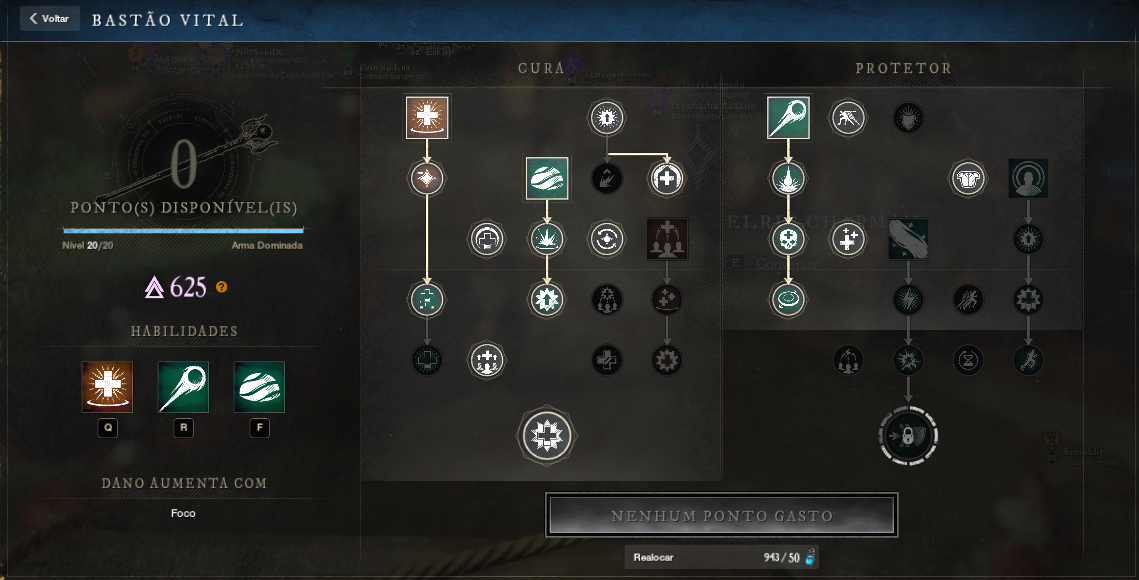 Voltar
BASTÃO VITAL
CURA
PROTETOR
0
PONTO(S) DISPONÍVEL(IS)
Nível 20/20
Arma Dominada
625
?
HABILIDADES
Q
R
F
DANO AUMENTA COM
Foco
NENHUM PONTO GASTO
Realocar
943/50